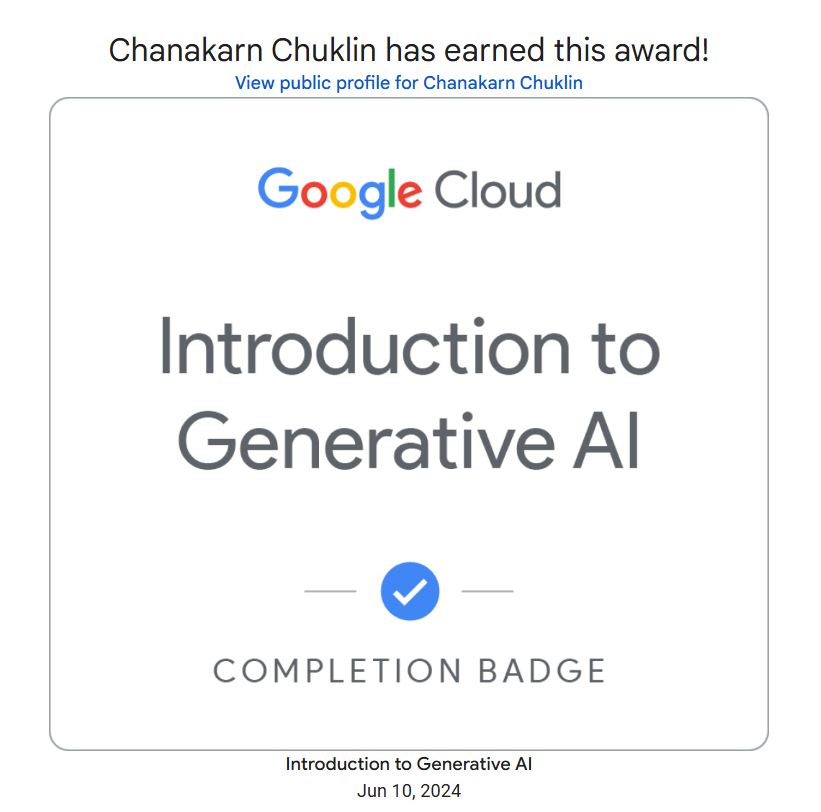 Chanakarn Chuklin has earned this award!
View public profile for Chanakarn Chuklin
Google Cloud
Introduction to
Generative AI
COMPLETION BADGE
Introduction to Generative AI
Jun 10, 2024